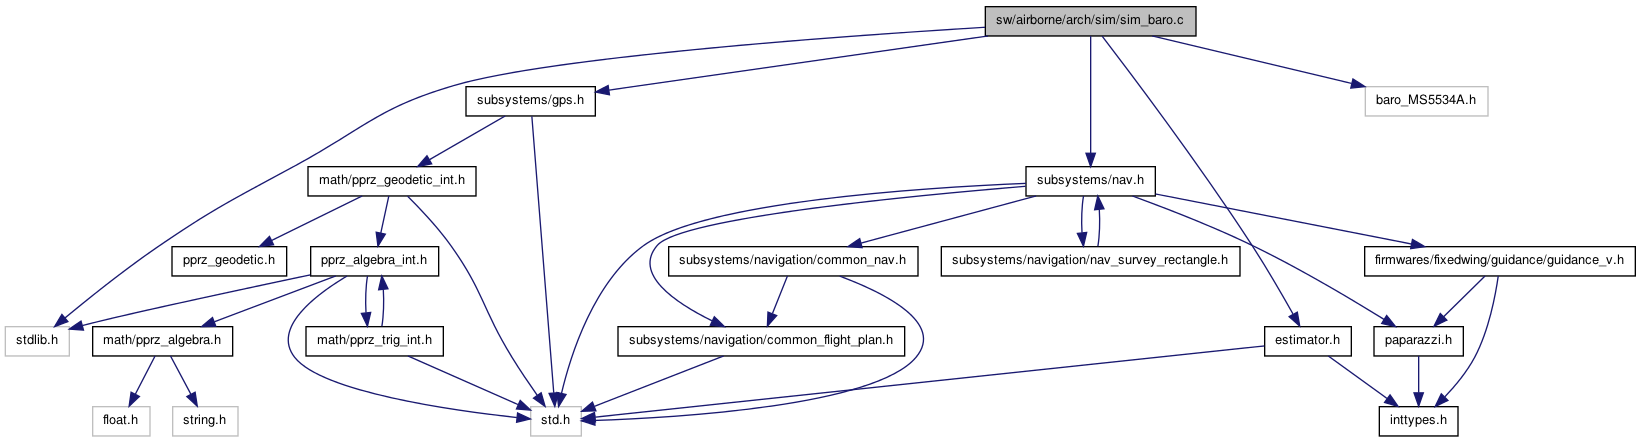 sw/airborne/arch/sim/sim_baro.c
subsystems/gps.h
baro_MS5534A.h
math/pprz_geodetic_int.h
subsystems/nav.h
pprz_geodetic.h
pprz_algebra_int.h
subsystems/navigation/common_nav.h
subsystems/navigation/nav_survey_rectangle.h
firmwares/fixedwing/guidance/guidance_v.h
stdlib.h
math/pprz_algebra.h
math/pprz_trig_int.h
subsystems/navigation/common_flight_plan.h
estimator.h
paparazzi.h
float.h
string.h
std.h
inttypes.h